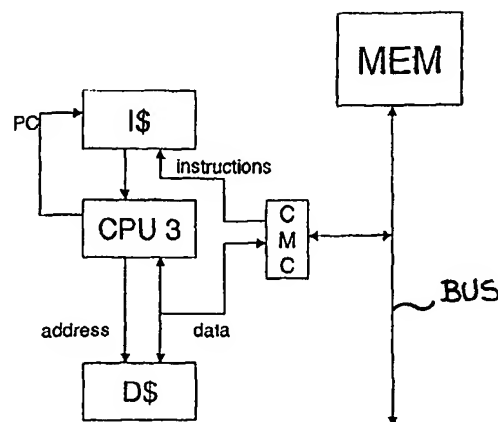 MEM
PC
I$
instructions
CPU 3
C
M
C
BUS
address
data
D$